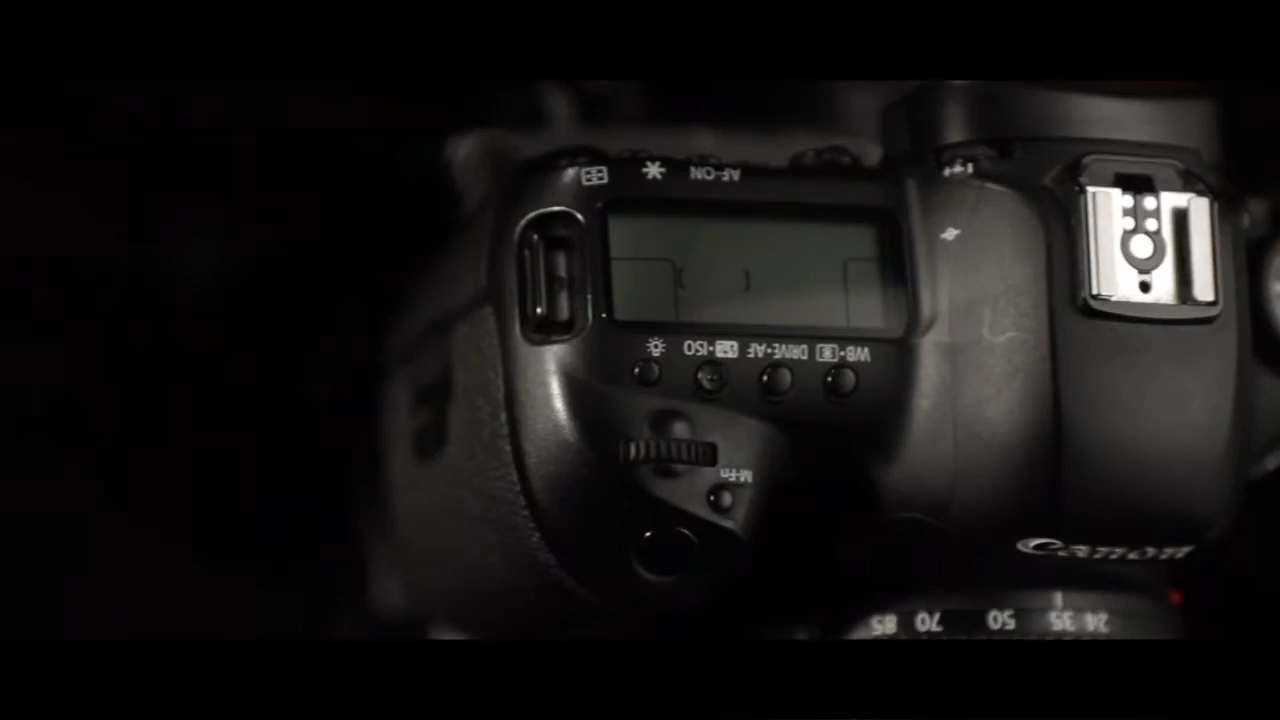 AF-ON
WB•
DRIVE•AF
•ISO
M-Fn
Canon
24 35 50 70 85